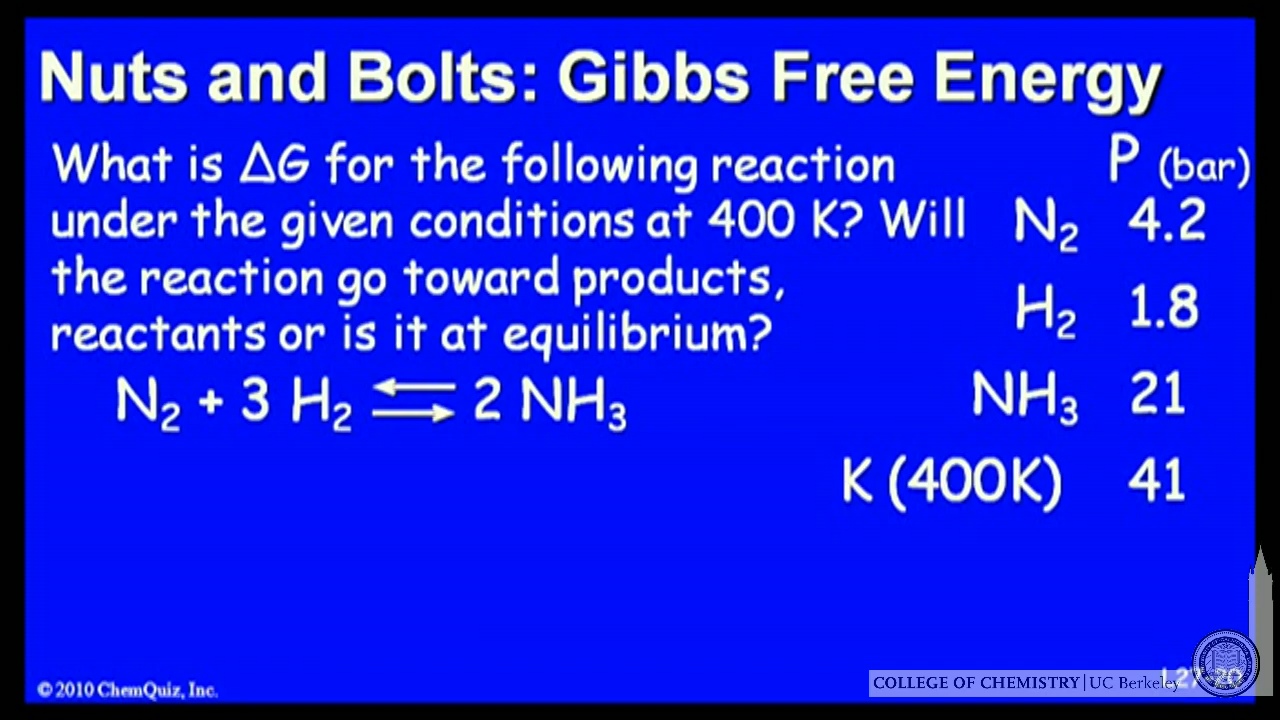 Nuts and Bolts: Gibbs Free Energy
What is ΔG for the following reaction
under the given conditions at 400 K? Will
the reaction go toward products,
reactants or is it at equilibrium?
N₂ + 3 H₂ ⇌ 2 NH₃
P (bar)
N₂ 4.2
H₂ 1.8
NH₃ 21
K (400K) 41
© 2010 ChemQuiz, Inc.
COLLEGE OF CHEMISTRY | UC Berkeley